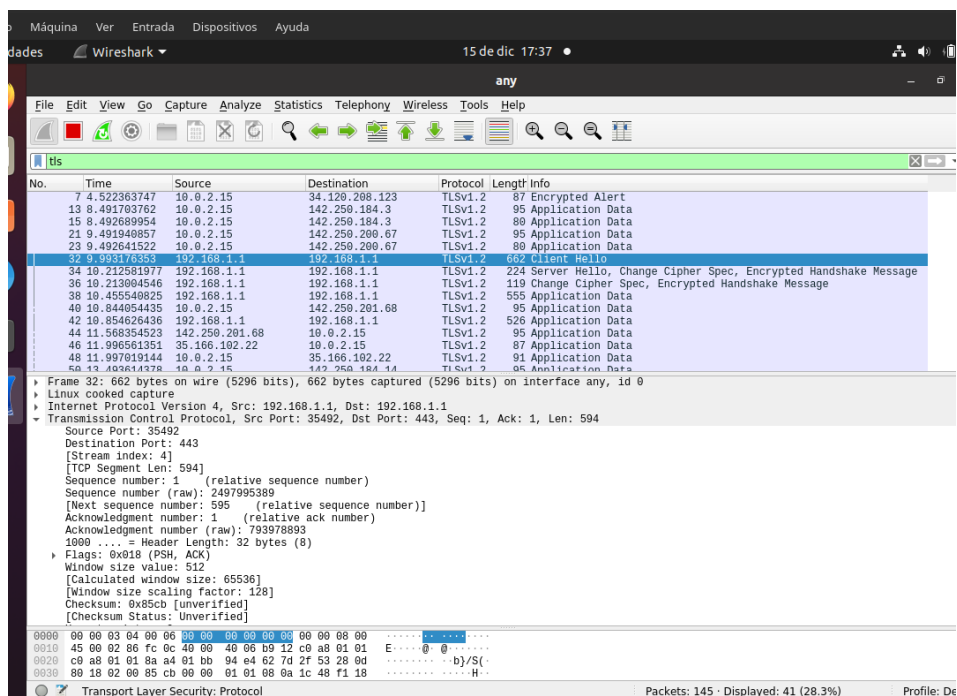 Máquina Ver Entrada Dispositivos Ayuda
dades Wireshark 15 de dic 17:37
any
File Edit View Go Capture Analyze Statistics Telephony Wireless Tools Help
tls
No. Time Source Destination Protocol Length Info
7 4.522363747 10.0.2.15 34.120.208.123 TLSv1.2 87 Encrypted Alert
13 8.491703762 10.0.2.15 142.250.184.3 TLSv1.2 95 Application Data
15 8.492689954 10.0.2.15 142.250.184.3 TLSv1.2 80 Application Data
21 9.491940857 10.0.2.15 142.250.200.67 TLSv1.2 95 Application Data
23 9.492641522 10.0.2.15 142.250.200.67 TLSv1.2 80 Application Data
32 9.993176353 192.168.1.1 192.168.1.1 TLSv1.2 662 Client Hello
34 10.212581977 192.168.1.1 192.168.1.1 TLSv1.2 224 Server Hello, Change Cipher Spec, Encrypted Handshake Message
36 10.213004546 192.168.1.1 192.168.1.1 TLSv1.2 119 Change Cipher Spec, Encrypted Handshake Message
38 10.455540825 192.168.1.1 192.168.1.1 TLSv1.2 555 Application Data
40 10.844054435 10.0.2.15 142.250.201.68 TLSv1.2 95 Application Data
42 10.854626436 192.168.1.1 192.168.1.1 TLSv1.2 526 Application Data
44 11.568354523 142.250.201.68 10.0.2.15 TLSv1.2 95 Application Data
46 11.996561351 35.166.102.22 10.0.2.15 TLSv1.2 87 Application Data
48 11.997019144 10.0.2.15 35.166.102.22 TLSv1.2 91 Application Data
50 13.493614378 10.0.2.15 142.250.184.14 TLSv1.2 95 Application Data
Frame 32: 662 bytes on wire (5296 bits), 662 bytes captured (5296 bits) on interface any, id 0
Linux cooked capture
Internet Protocol Version 4, Src: 192.168.1.1, Dst: 192.168.1.1
Transmission Control Protocol, Src Port: 35492, Dst Port: 443, Seq: 1, Ack: 1, Len: 594
Source Port: 35492
Destination Port: 443
[Stream index: 4]
[TCP Segment Len: 594]
Sequence number: 1 (relative sequence number)
Sequence number (raw): 2497995389
[Next sequence number: 595 (relative sequence number)]
Acknowledgment number: 1 (relative ack number)
Acknowledgment number (raw): 793978893
1000 .... = Header Length: 32 bytes (8)
Flags: 0x018 (PSH, ACK)
Window size value: 512
[Calculated window size: 65536]
[Window size scaling factor: 128]
Checksum: 0x85cb [unverified]
[Checksum Status: Unverified]
0000 00 00 03 04 00 06 00 00 00 00 00 00 00 00 08 00 ................
0010 45 00 02 86 fc 0c 40 00 40 06 b9 12 c0 a8 01 01 E·····@· @·······
0020 c0 a8 01 01 8a a4 01 bb 94 e4 62 7d 2f 53 28 0d ········ ··b}/S(·
0030 80 18 02 00 85 cb 00 00 01 01 08 0a 1c 48 f1 18 ········ ·····H··
Transport Layer Security: Protocol Packets: 145 · Displayed: 41 (28.3%) Profile: De